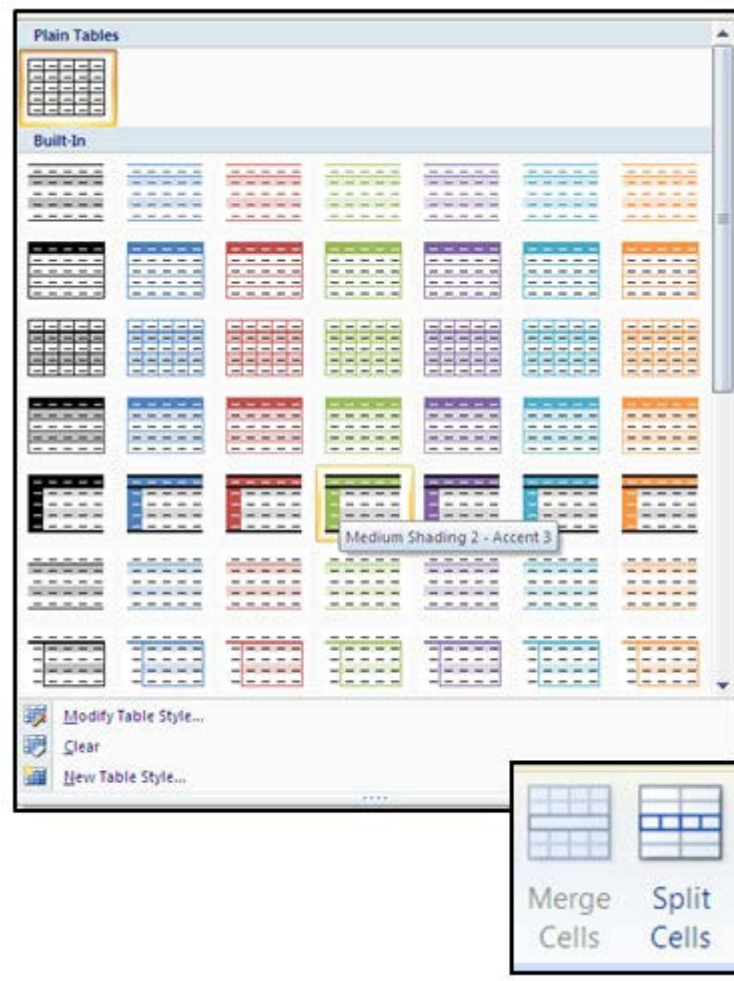 Plain Tables
Built-In
Medium Shading 2 - Accent 3
Modify Table Style...
Clear
New Table Style...
Merge Split
Cells Cells